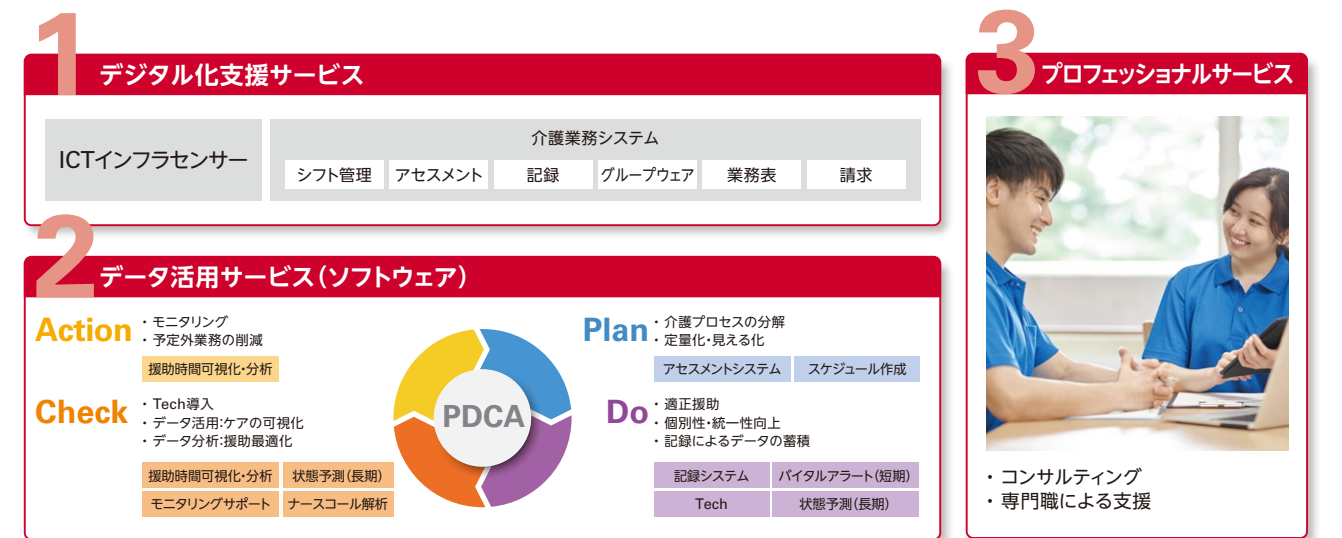 1
デジタル化支援サービス
ICTインフラセンサー
介護業務システム
シフト管理
アセスメント
記録
グループウェア
業務表
請求
2
データ活用サービス（ソフトウェア）
Action
・モニタリング
・予定外業務の削減
援助時間可視化・分析
Check
・Tech導入
・データ活用：ケアの可視化
・データ分析：援助最適化
援助時間可視化・分析
状態予測（長期）
モニタリングサポート
ナースコール解析
PDCA
Plan
・介護プロセスの分解
・定量化・見える化
アセスメントシステム
スケジュール作成
Do
・適正援助
・個別性・統一性向上
・記録によるデータの蓄積
記録システム
バイタルアラート（短期）
Tech
状態予測（長期）
3
プロフェッショナルサービス
・コンサルティング
・専門職による支援